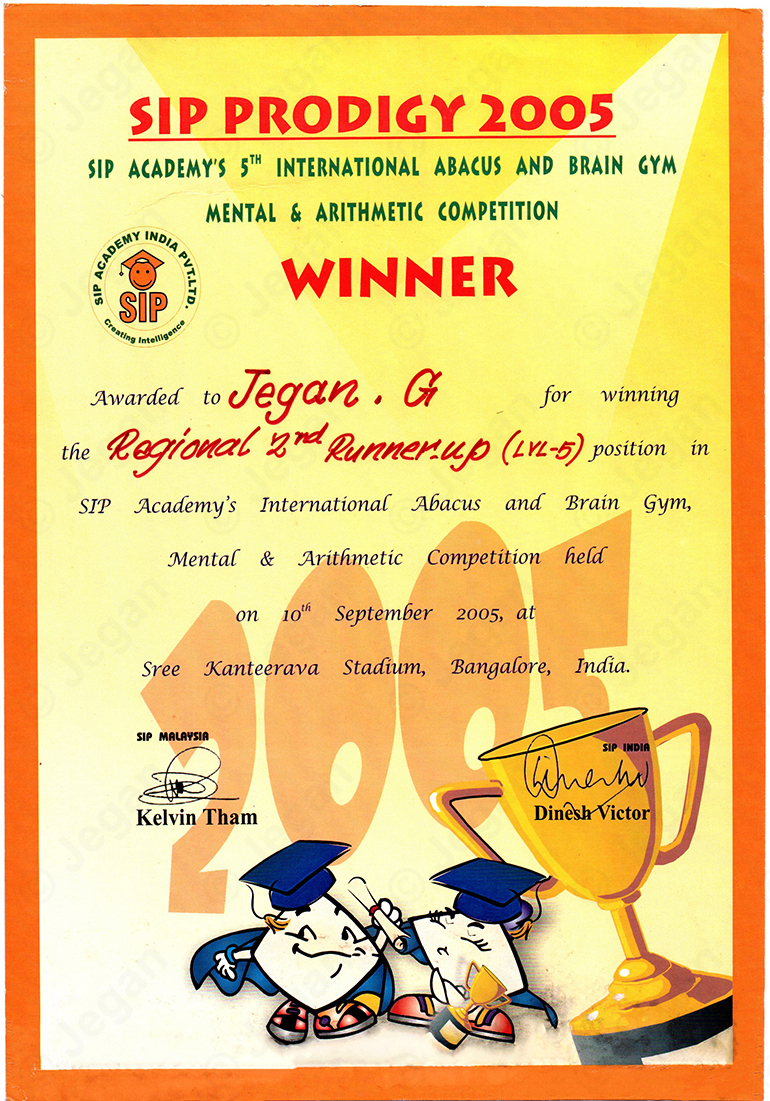 SIP PRODIGY 2005
SIP ACADEMY'S 5TH INTERNATIONAL ABACUS AND BRAIN GYM
MENTAL & ARITHMETIC COMPETITION
SIP ACADEMY INDIA PVT.LTD.
SIP
Creating Intelligence
WINNER
Awarded to Jegan . G for winning
the Regional 2nd Runner-up (LVL-5) position in
SIP Academy's International Abacus and Brain Gym,
Mental & Arithmetic Competition held
on 10th September 2005, at
Sree Kanteerava Stadium, Bangalore, India.
2005
SIP MALAYSIA
Kelvin Tham
SIP INDIA
Dinesh Victor
© Jegan